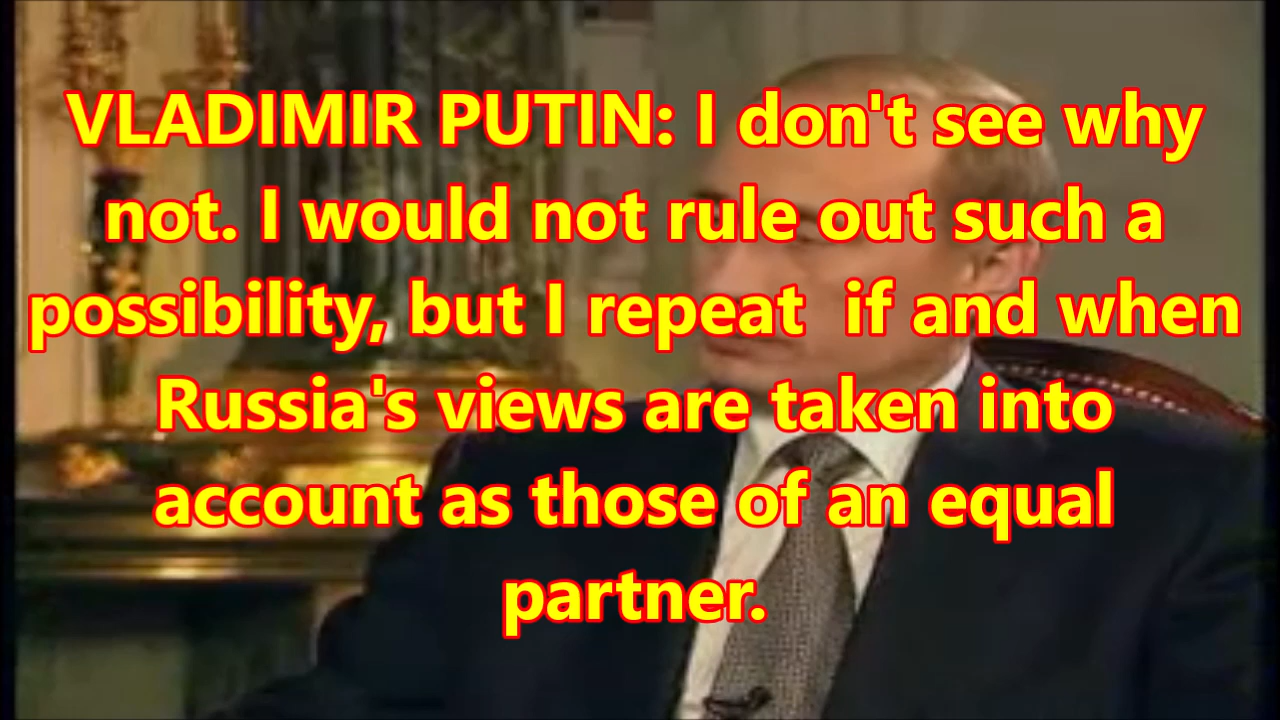 VLADIMIR PUTIN: I don't see why
not. I would not rule out such a
possibility, but I repeat  if and when
Russia's views are taken into
account as those of an equal
partner.